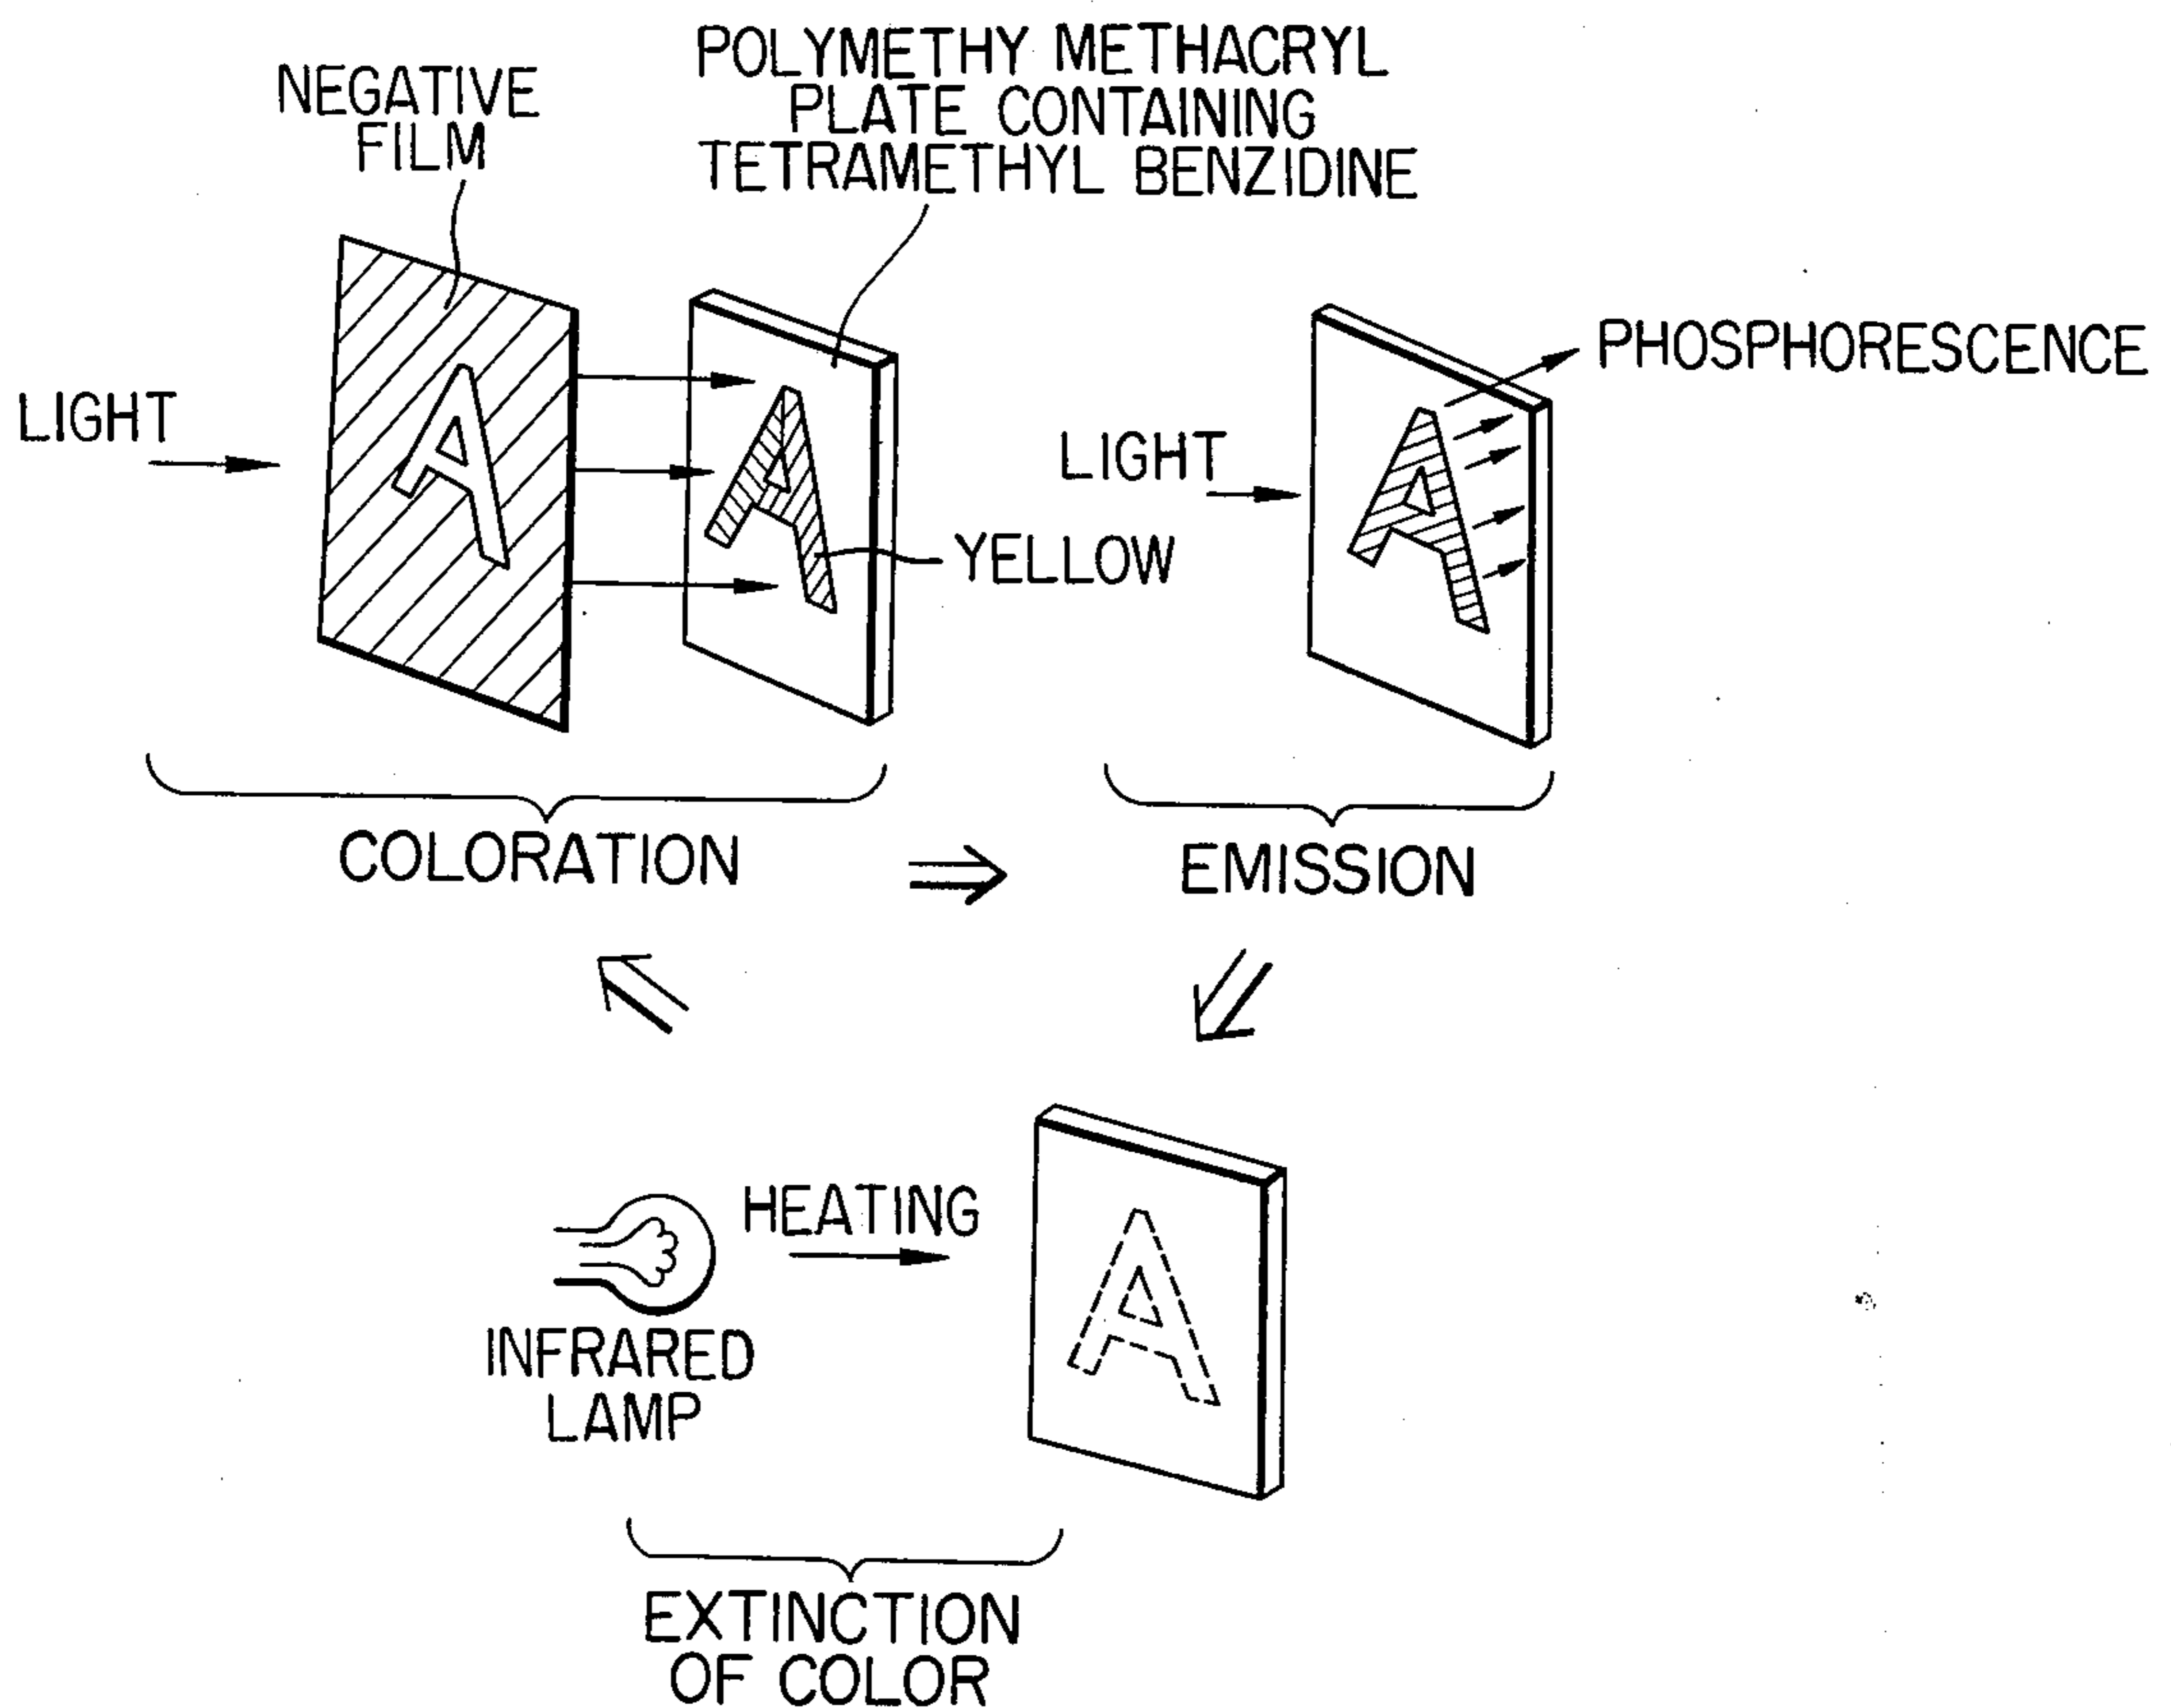 POLYMETHY METHACRYL
PLATE CONTAINING
TETRAMETHYL BENZIDINE
NEGATIVE
FILM
PHOSPHORESCENCE
LIGHT
A
A
LIGHT
A
YELLOW
COLORATION
EMISSION
HEATING
A
INFRARED
LAMP
EXTINCTION
OF COLOR